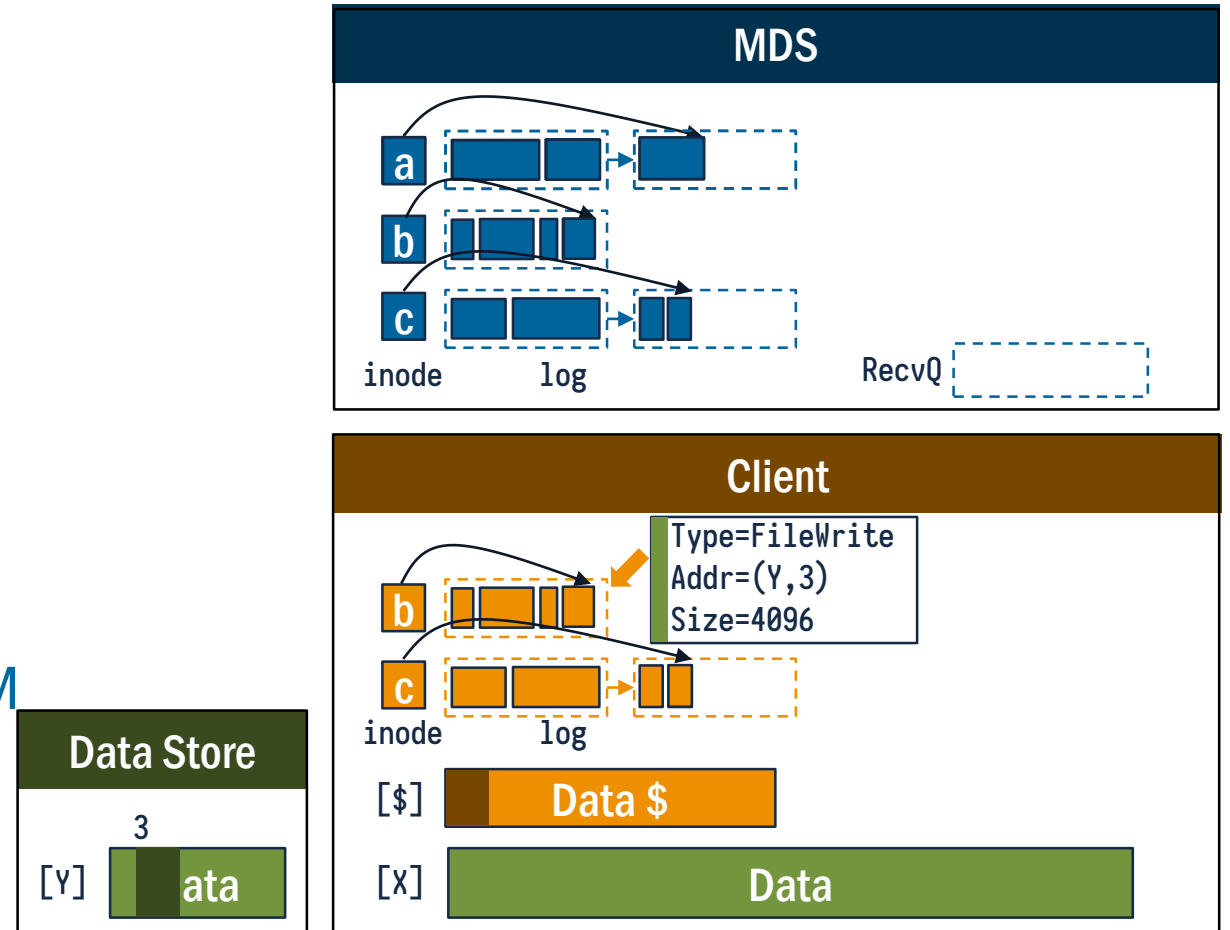 MDS
a
b
c
inode log
RecvQ
Client
Type=FileWrite
Addr=(Y,3)
Size=4096
b
c
inode log
[$] Data $
[X] Data
M
Data Store
3
[Y] ata